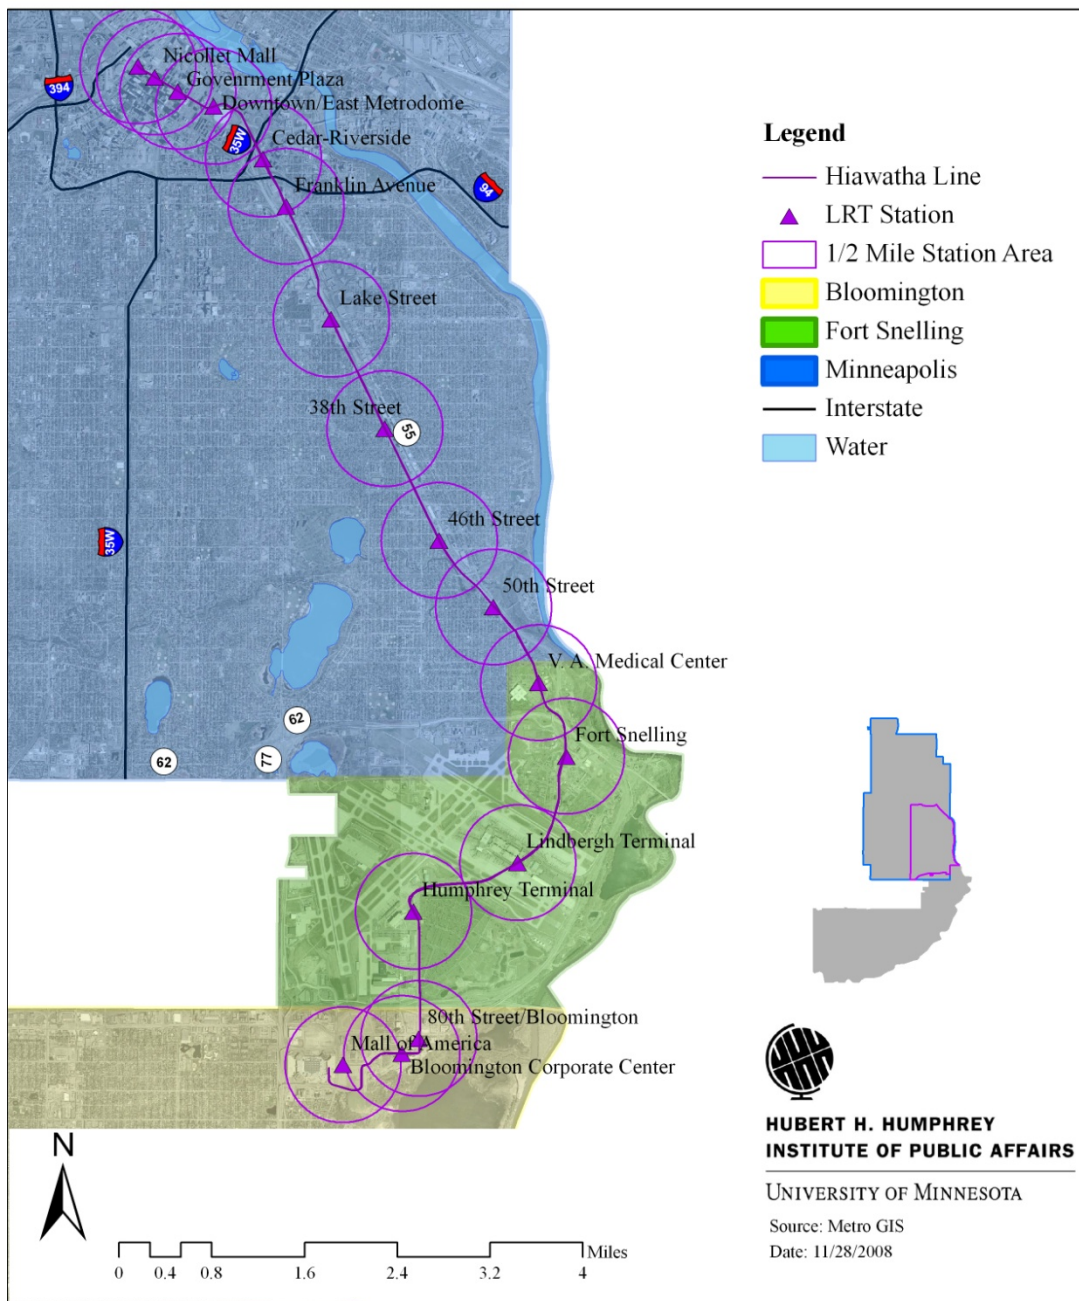 Nicollet Mall
Govenrment Plaza
Downtown/East Metrodome
394
35W
Cedar-Riverside
94
Franklin Avenue
Lake Street
38th Street
55
46th Street
35W
50th Street
V. A. Medical Center
62
62
77
Fort Snelling
Lindbergh Terminal
Humphrey Terminal
80th Street/Bloomington
Mall of America
Bloomington Corporate Center
N
Miles
0 0.4 0.8 1.6 2.4 3.2 4
Legend
Hiawatha Line
LRT Station
1/2 Mile Station Area
Bloomington
Fort Snelling
Minneapolis
Interstate
Water
HUBERT H. HUMPHREY
INSTITUTE OF PUBLIC AFFAIRS
UNIVERSITY OF MINNESOTA
Source: Metro GIS
Date: 11/28/2008